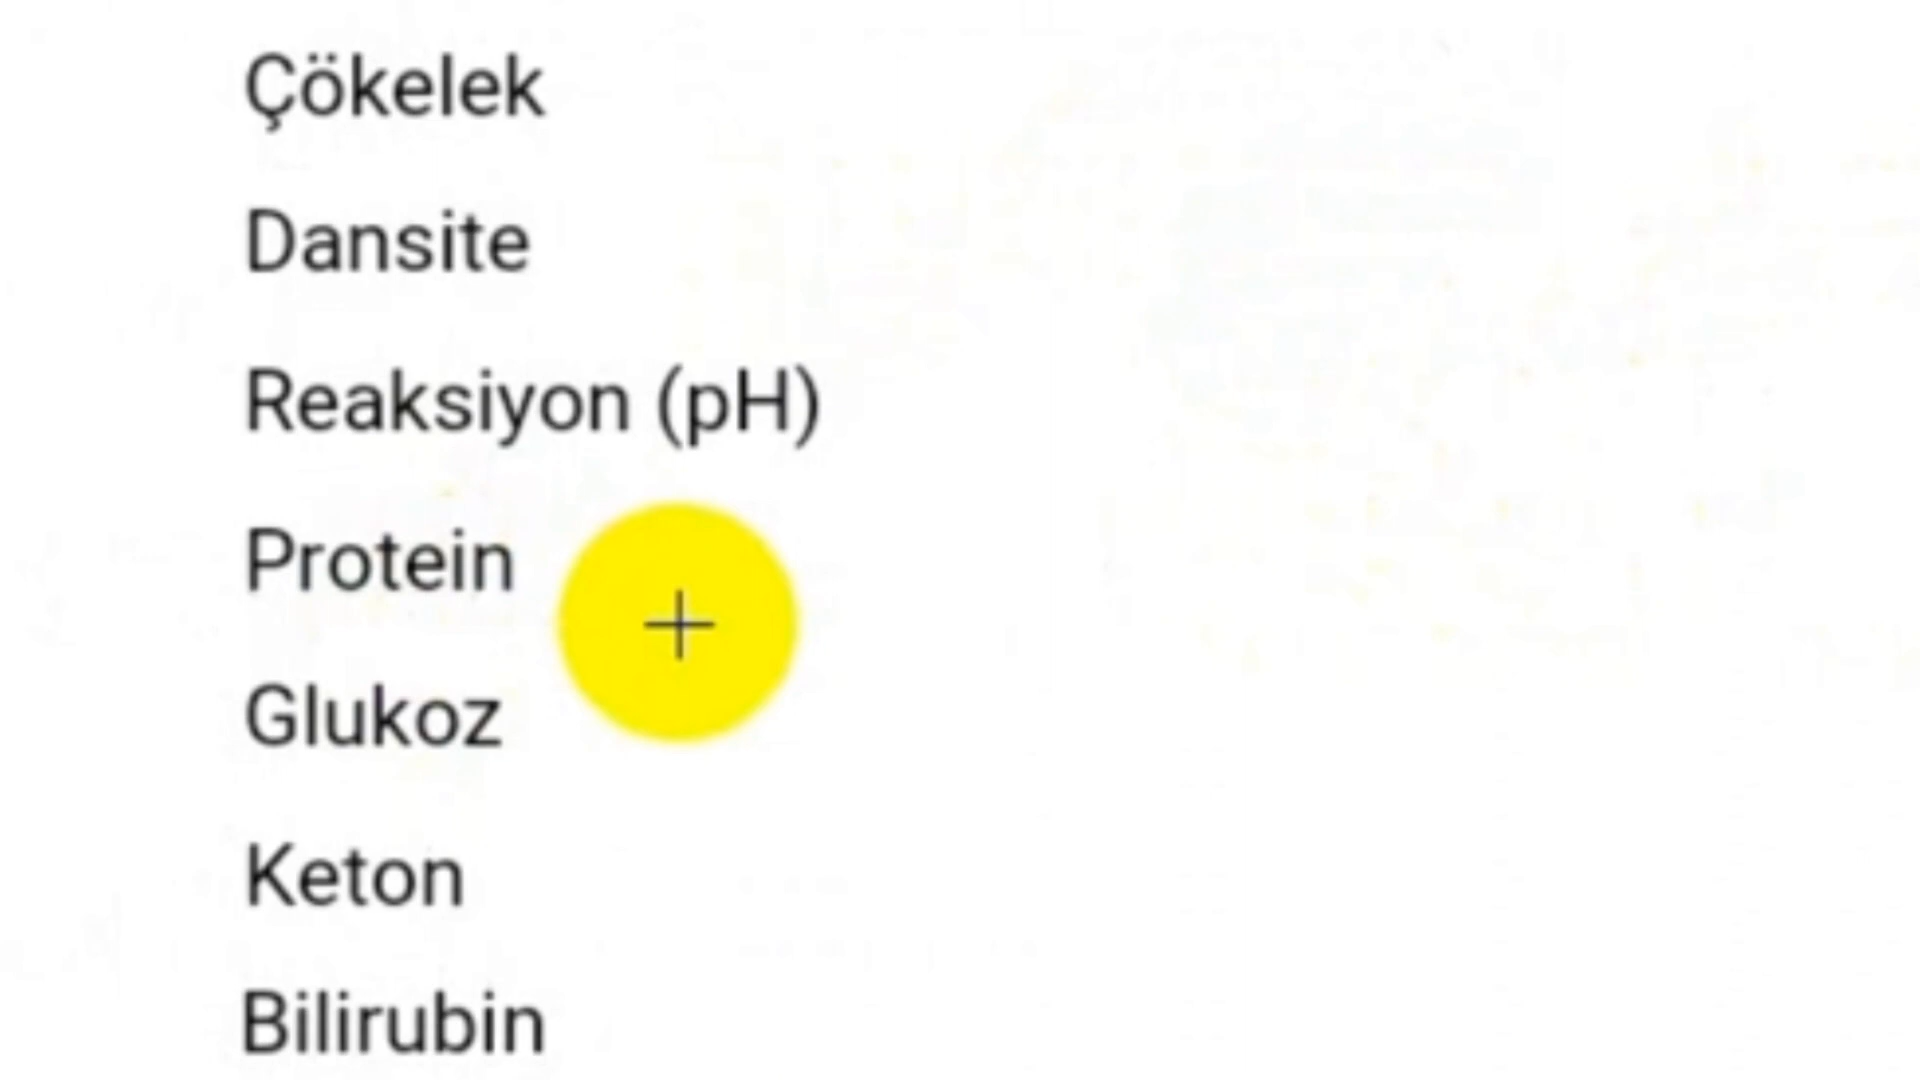 Çökelek
Dansite
Reaksiyon (pH)
Protein
Glukoz
Keton
Bilirubin